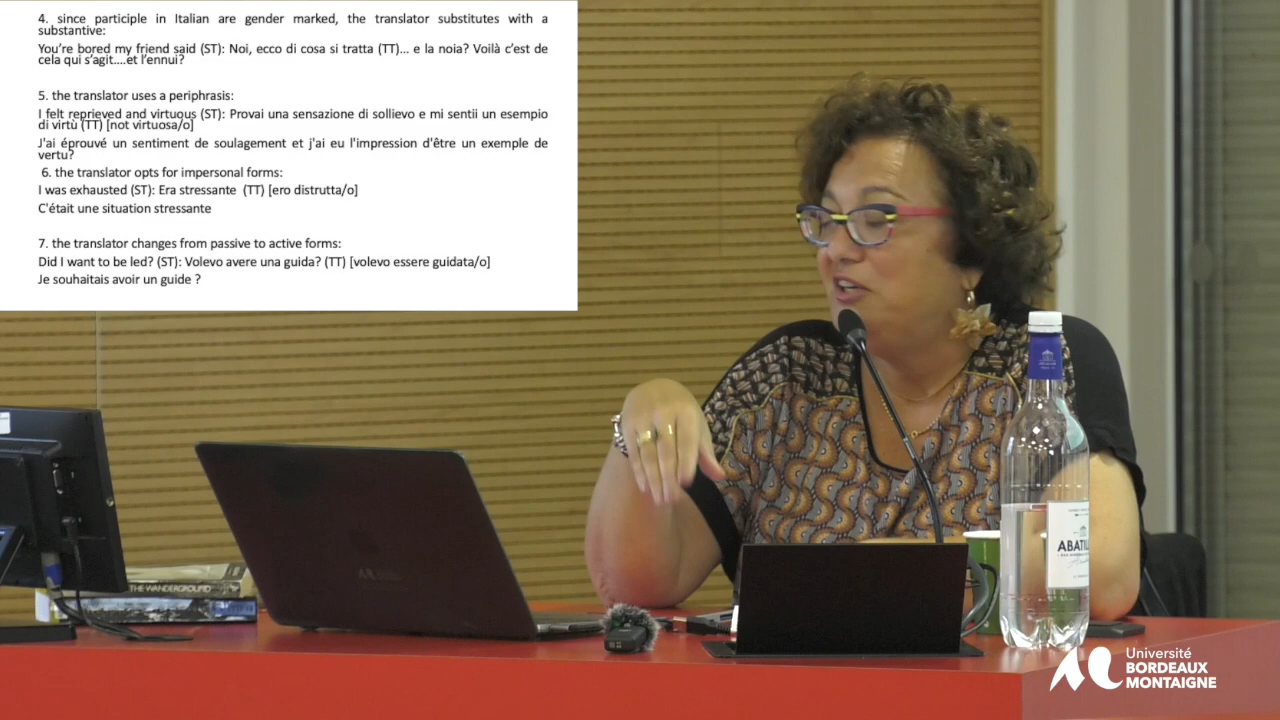 4. since participle in Italian are gender marked, the translator substitutes with a
substantive:
You're bored my friend said (ST): Noi, ecco di cosa si tratta (TT)... e la noia? Voilà c'est de
cela qui s'agit....et l'ennui?
5. the translator uses a periphrasis:
I felt reprieved and virtuous (ST): Provai una sensazione di sollievo e mi sentii un esempio
di virtù (TT) [not virtuosa/o]
J'ai éprouvé un sentiment de soulagement et j'ai eu l'impression d'être un exemple de
vertu?
6. the translator opts for impersonal forms:
I was exhausted (ST): Era stressante (TT) [ero distrutta/o]
C'était une situation stressante
7. the translator changes from passive to active forms:
Did I want to be led? (ST): Volevo avere una guida? (TT) [volevo essere guidata/o]
Je souhaitais avoir un guide ?
THE WANDERGROUND
ABATIL
Université
BORDEAUX
MONTAIGNE